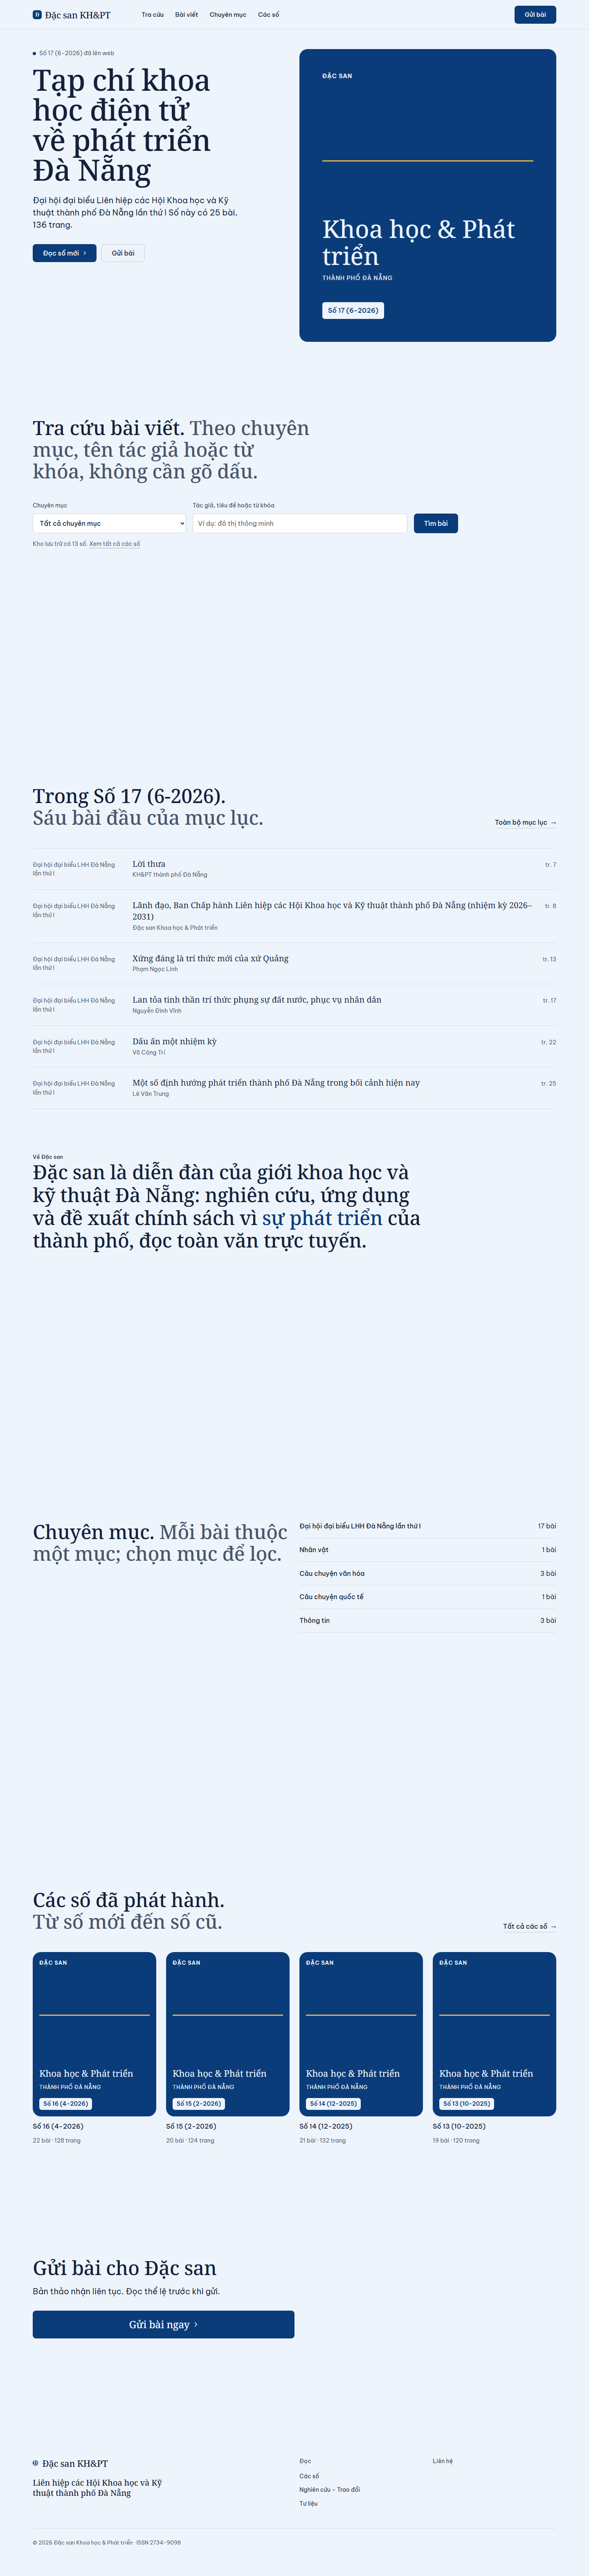 Đ Đặc san KH&PT
Tra cứu
Bài viết
Chuyên mục
Các số
Gửi bài
Số 17 (6-2026) đã lên web
Tạp chí khoa
học điện tử
về phát triển
Đà Nẵng
Đại hội đại biểu Liên hiệp các Hội Khoa học và Kỹ
thuật thành phố Đà Nẵng lần thứ I Số này có 25 bài,
136 trang.
Đọc số mới ›
Gửi bài
ĐẶC SAN
Khoa học & Phát
triển
THÀNH PHỐ ĐÀ NẴNG
Số 17 (6-2026)
Tra cứu bài viết. Theo chuyên
mục, tên tác giả hoặc từ
khóa, không cần gõ dấu.
Chuyên mục
Tác giả, tiêu đề hoặc từ khóa
Tất cả chuyên mục
Ví dụ: đô thị thông minh
Tìm bài
Kho lưu trữ có 13 số. Xem tất cả các số
Trong Số 17 (6-2026).
Sáu bài đầu của mục lục.
Toàn bộ mục lục →
Đại hội đại biểu LHH Đà Nẵng
lần thứ I
Lời thưa
KH&PT thành phố Đà Nẵng
tr. 7
Đại hội đại biểu LHH Đà Nẵng
lần thứ I
Lãnh đạo, Ban Chấp hành Liên hiệp các Hội Khoa học và Kỹ thuật thành phố Đà Nẵng (nhiệm kỳ 2026–
2031)
Đặc san Khoa học & Phát triển
tr. 8
Đại hội đại biểu LHH Đà Nẵng
lần thứ I
Xứng đáng là trí thức mới của xứ Quảng
Phạm Ngọc Linh
tr. 13
Đại hội đại biểu LHH Đà Nẵng
lần thứ I
Lan tỏa tinh thần trí thức phụng sự đất nước, phục vụ nhân dân
Nguyễn Đình Vĩnh
tr. 17
Đại hội đại biểu LHH Đà Nẵng
lần thứ I
Dấu ấn một nhiệm kỳ
Võ Công Trí
tr. 22
Đại hội đại biểu LHH Đà Nẵng
lần thứ I
Một số định hướng phát triển thành phố Đà Nẵng trong bối cảnh hiện nay
Lê Văn Trung
tr. 25
Về Đặc san
Đặc san là diễn đàn của giới khoa học và
kỹ thuật Đà Nẵng: nghiên cứu, ứng dụng
và đề xuất chính sách vì sự phát triển của
thành phố, đọc toàn văn trực tuyến.
Chuyên mục. Mỗi bài thuộc
một mục; chọn mục để lọc.
Đại hội đại biểu LHH Đà Nẵng lần thứ I
17 bài
Nhân vật
1 bài
Câu chuyện văn hóa
3 bài
Câu chuyện quốc tế
1 bài
Thông tin
3 bài
Các số đã phát hành.
Từ số mới đến số cũ.
Tất cả các số →
ĐẶC SAN
Khoa học & Phát triển
THÀNH PHỐ ĐÀ NẴNG
Số 16 (4-2026)
Số 16 (4-2026)
22 bài · 128 trang
ĐẶC SAN
Khoa học & Phát triển
THÀNH PHỐ ĐÀ NẴNG
Số 15 (2-2026)
Số 15 (2-2026)
20 bài · 124 trang
ĐẶC SAN
Khoa học & Phát triển
THÀNH PHỐ ĐÀ NẴNG
Số 14 (12-2025)
Số 14 (12-2025)
21 bài · 132 trang
ĐẶC SAN
Khoa học & Phát triển
THÀNH PHỐ ĐÀ NẴNG
Số 13 (10-2025)
Số 13 (10-2025)
19 bài · 120 trang
Gửi bài cho Đặc san
Bản thảo nhận liên tục. Đọc thể lệ trước khi gửi.
Gửi bài ngay ›
Đặc san KH&PT
Liên hiệp các Hội Khoa học và Kỹ
thuật thành phố Đà Nẵng
Đọc
Các số
Nghiên cứu – Trao đổi
Tư liệu
Liên hệ
© 2026 Đặc san Khoa học & Phát triển · ISSN 2734-9098